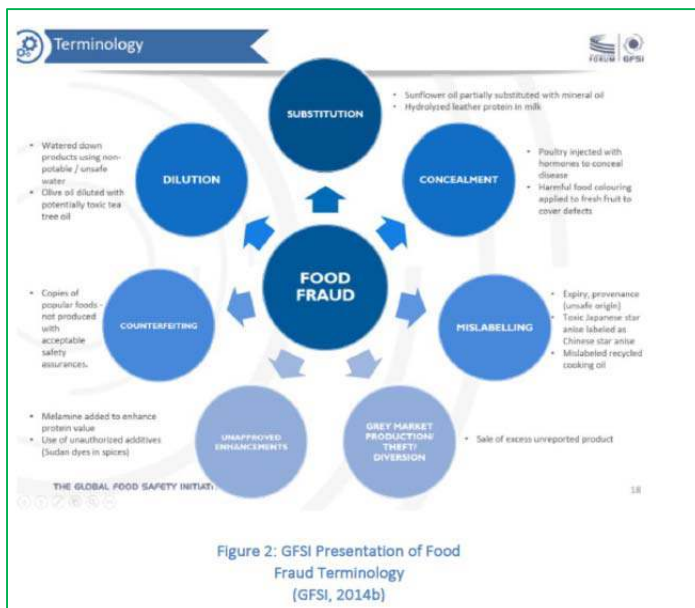 Terminology
FORUM
GFSI
SUBSTITUTION
• Sunflower oil partially substituted with mineral oil
• Hydrolyzed leather protein in milk
CONCEALMENT
• Poultry injected with
hormones to conceal
disease
• Harmful food colouring
applied to fresh fruit to
cover defects
MISLABELLING
• Expiry, provenance
(unsafe origin)
• Toxic Japanese star
anise labeled as
Chinese star anise
• Mislabeled recycled
cooking oil
GREY MARKET
PRODUCTION/
THEFT/
DIVERSION
• Sale of excess unreported product
UNAPPROVED
ENHANCEMENTS
• Melamine added to enhance
protein value
• Use of unauthorized additives
(Sudan dyes in spices)
COUNTERFEITING
• Copies of
popular foods -
not produced
with
acceptable
safety
assurances.
DILUTION
• Watered down
products using non-
potable / unsafe
water
• Olive oil diluted with
potentially toxic tea
tree oil
FOOD
FRAUD
THE GLOBAL FOOD SAFETY INITIATI
18
Figure 2: GFSI Presentation of Food
Fraud Terminology
(GFSI, 2014b)